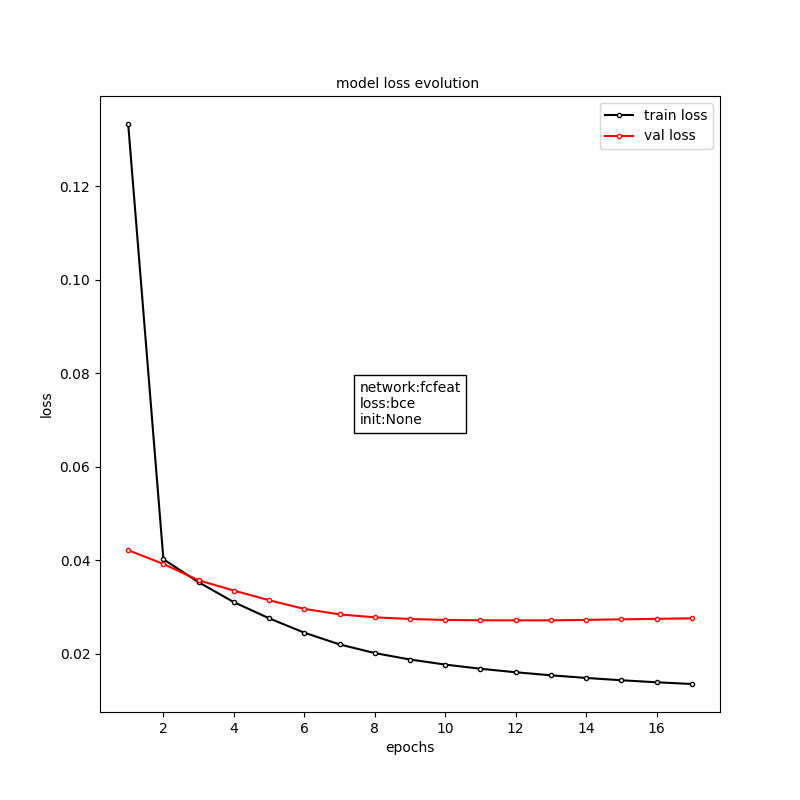 model loss evolution
train loss
val loss
0.12
0.10
0.08
0.06
0.04
0.02
loss
network:fcfeat
loss:bce
init:None
2 4 6 8 10 12 14 16
epochs